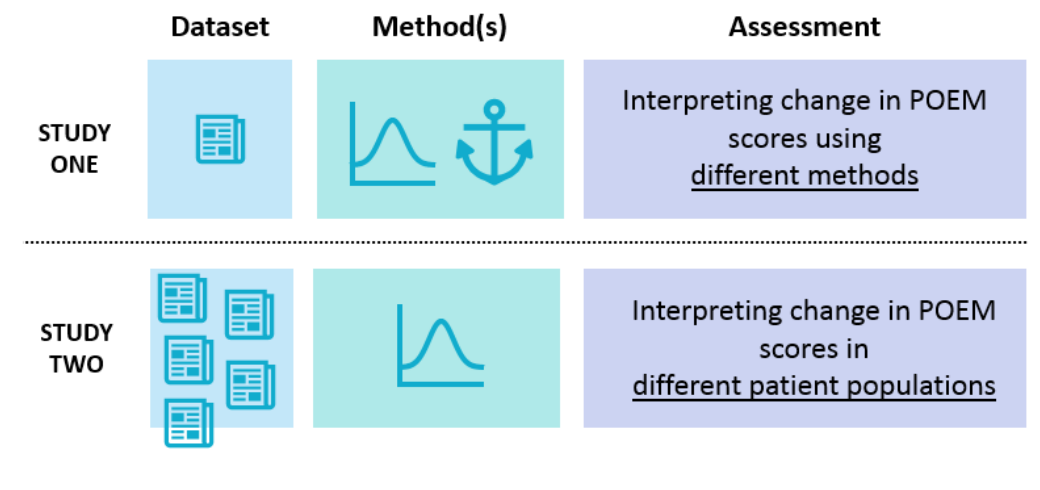 Dataset
Method(s)
Assessment
STUDY
ONE
Interpreting change in POEM
scores using
different methods
STUDY
TWO
Interpreting change in POEM
scores in
different patient populations